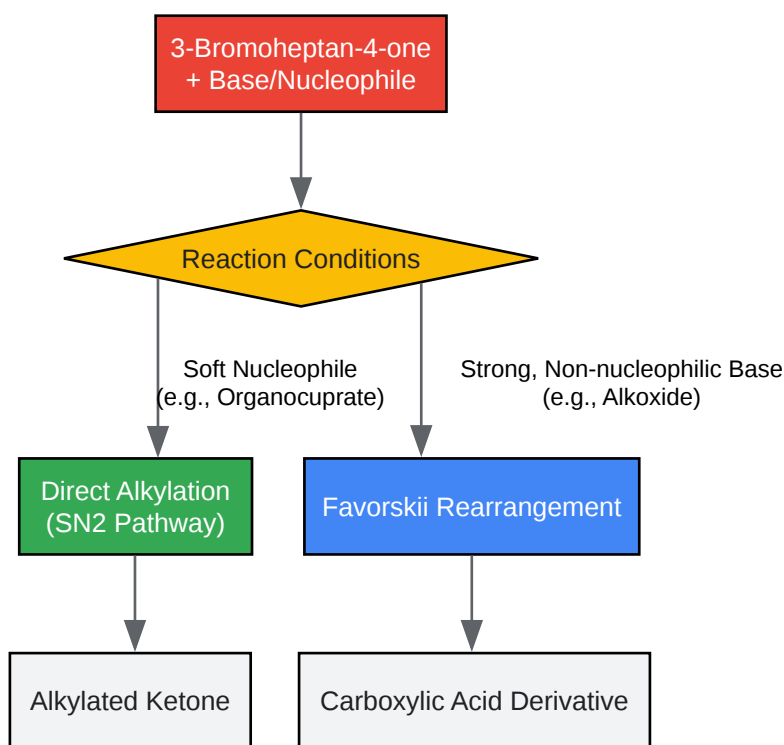 3-Bromoheptan-4-one
+ Base/Nucleophile
Reaction Conditions
Soft Nucleophile
(e.g., Organocuprate)
Strong, Non-nucleophilic Base
(e.g., Alkoxide)
Direct Alkylation
(SN2 Pathway)
Favorskii Rearrangement
Alkylated Ketone
Carboxylic Acid Derivative